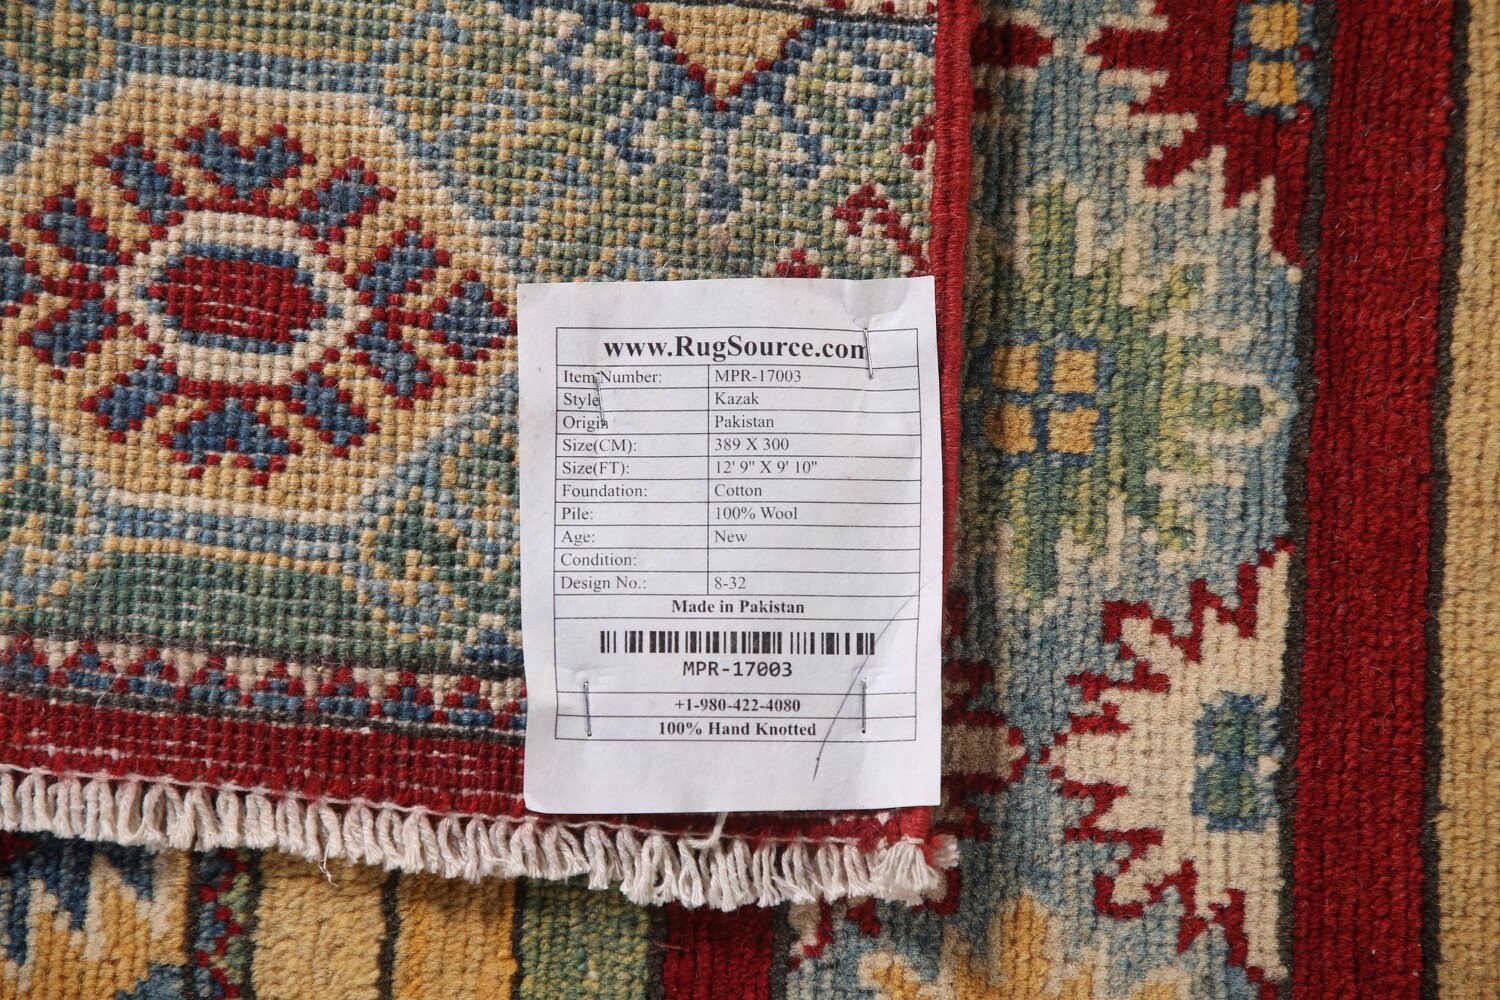 www.RugSource.com
Item Number: MPR-17003
Style Kazak
Origin Pakistan
Size(CM): 389 X 300
Size(FT): 12' 9" X 9' 10"
Foundation: Cotton
Pile: 100% Wool
Age: New
Condition:
Design No.: 8-32
Made in Pakistan
MPR-17003
+1-980-422-4080
100% Hand Knotted